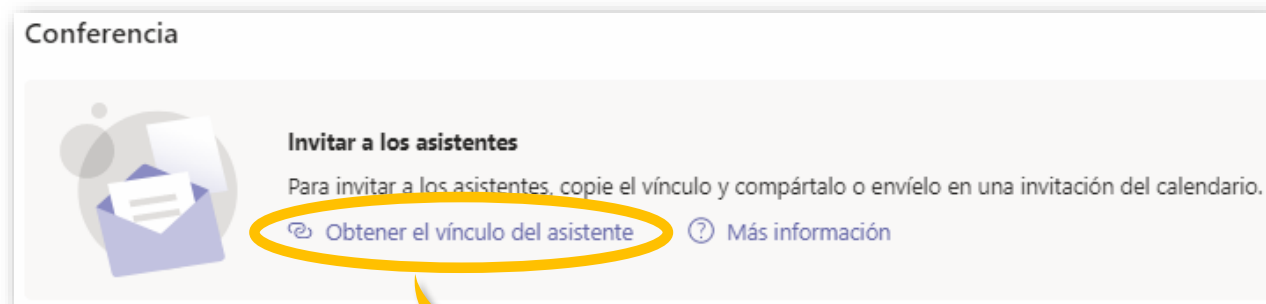 Conferencia
Invitar a los asistentes
Para invitar a los asistentes, copie el vínculo y compártalo o envíelo en una invitación del calendario.
Obtener el vínculo del asistente
Más información